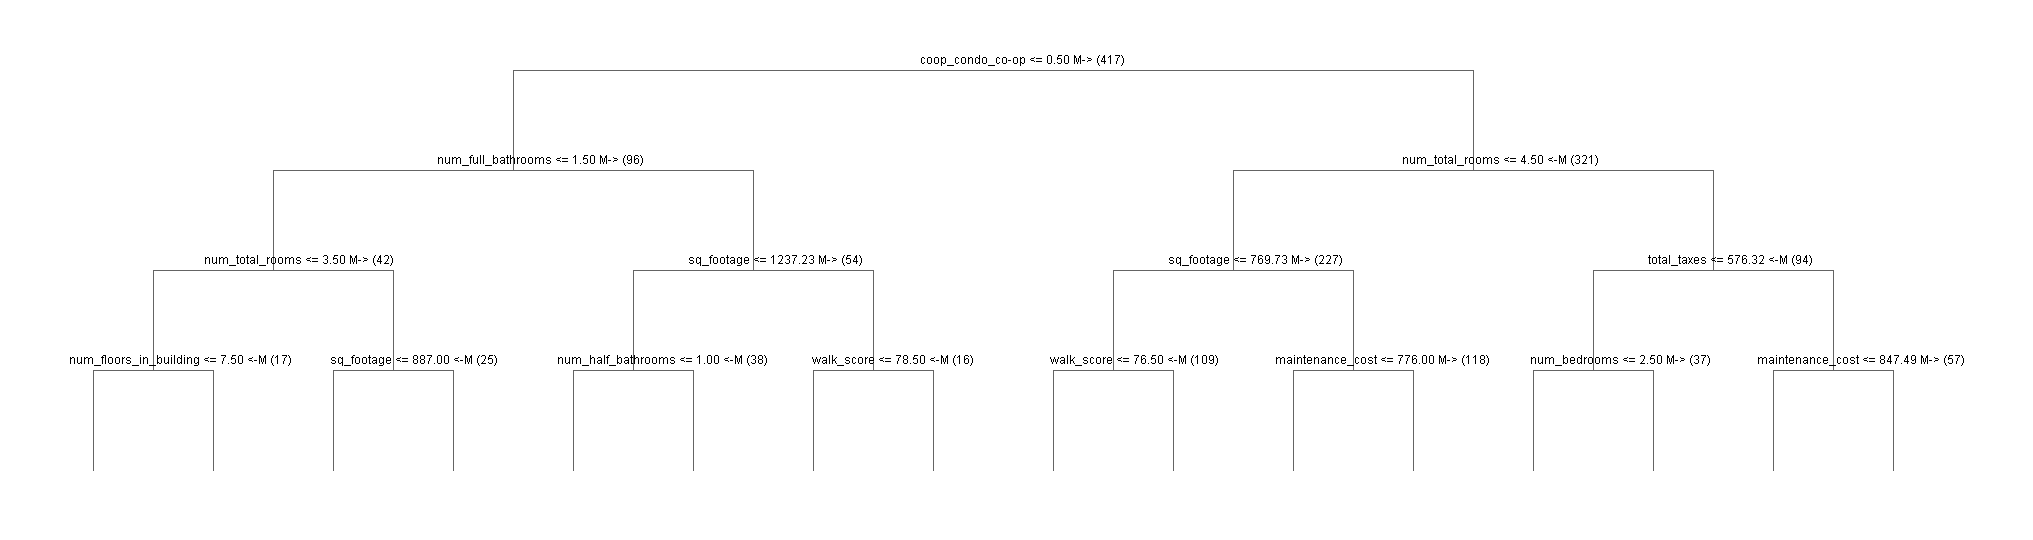 coop_condo_co-op <= 0.50 M-> (417)
num_full_bathrooms <= 1.50 M-> (96)
num_total_rooms <= 4.50 <-M (321)
num_total_rooms <= 3.50 M-> (42)
sq_footage <= 1237.23 M-> (54)
sq_footage <= 769.73 M-> (227)
total_taxes <= 576.32 <-M (94)
num_floors_in_building <= 7.50 <-M (17)
sq_footage <= 887.00 <-M (25)
num_half_bathrooms <= 1.00 <-M (38)
walk_score <= 78.50 <-M (16)
walk_score <= 76.50 <-M (109)
maintenance_cost <= 776.00 M-> (118)
num_bedrooms <= 2.50 M-> (37)
maintenance_cost <= 847.49 M-> (57)